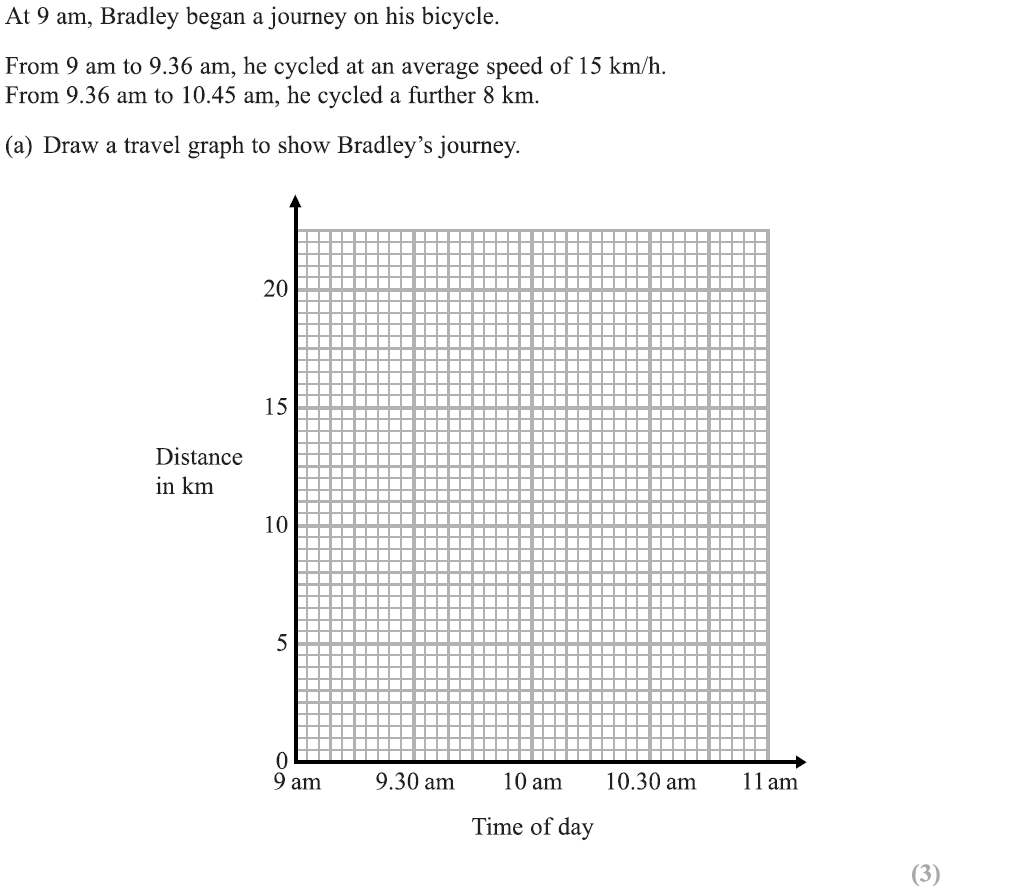 At 9 am, Bradley began a journey on his bicycle.
From 9 am to 9.36 am, he cycled at an average speed of 15 km/h.
From 9.36 am to 10.45 am, he cycled a further 8 km.
(a) Draw a travel graph to show Bradley's journey.
20
15
Distance
in km
10
5
0
9 am 9.30 am 10 am 10.30 am 11 am
Time of day
(3)